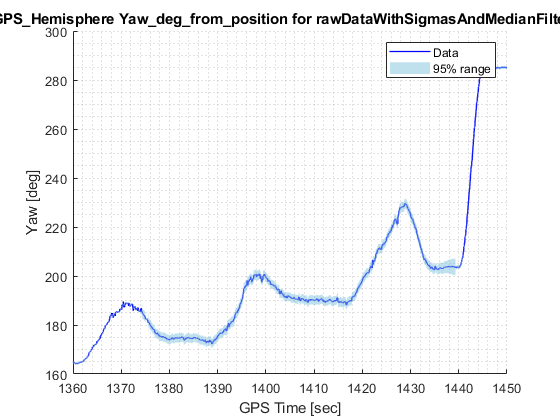 GPS_Hemisphere Yaw_deg_from_position for rawDataWithSigmasAndMedianFilte
300
280
260
240
220
200
180
160
Yaw [deg]
Data
95% range
1360 1370 1380 1390 1400 1410 1420 1430 1440 1450
GPS Time [sec]